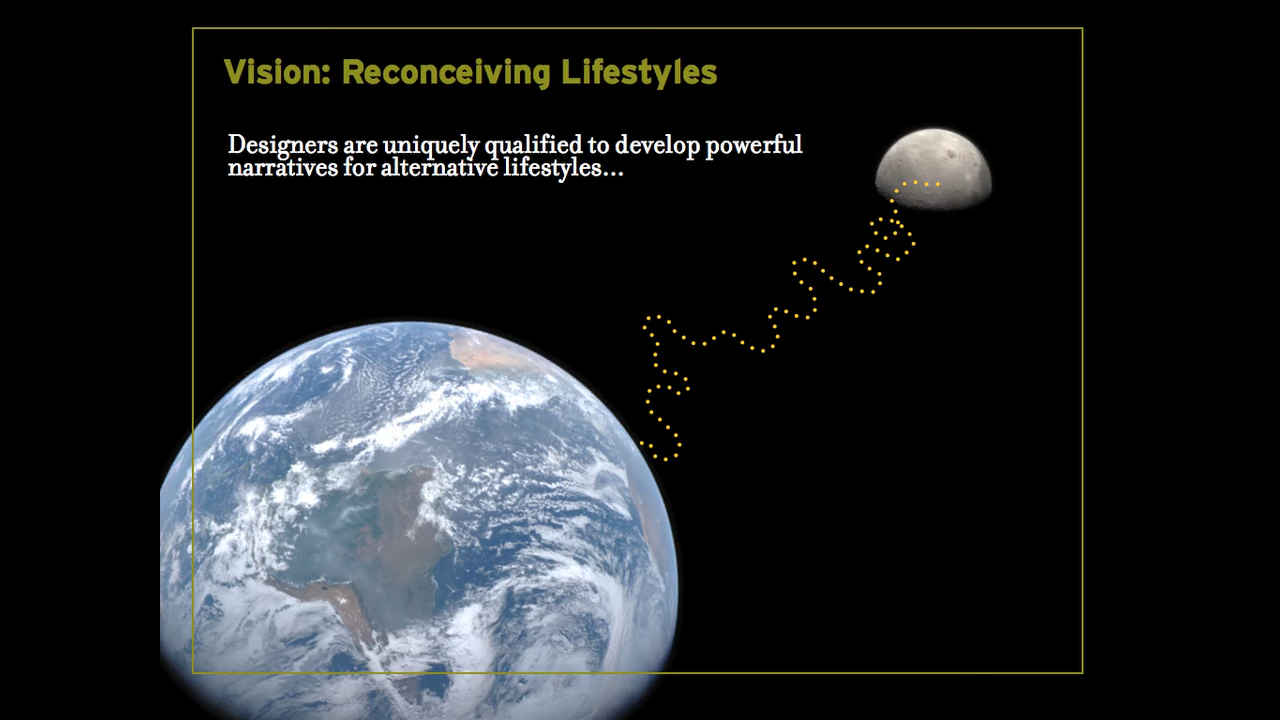 Vision: Reconceiving Lifestyles
Designers are uniquely qualified to develop powerful
narratives for alternative lifestyles...